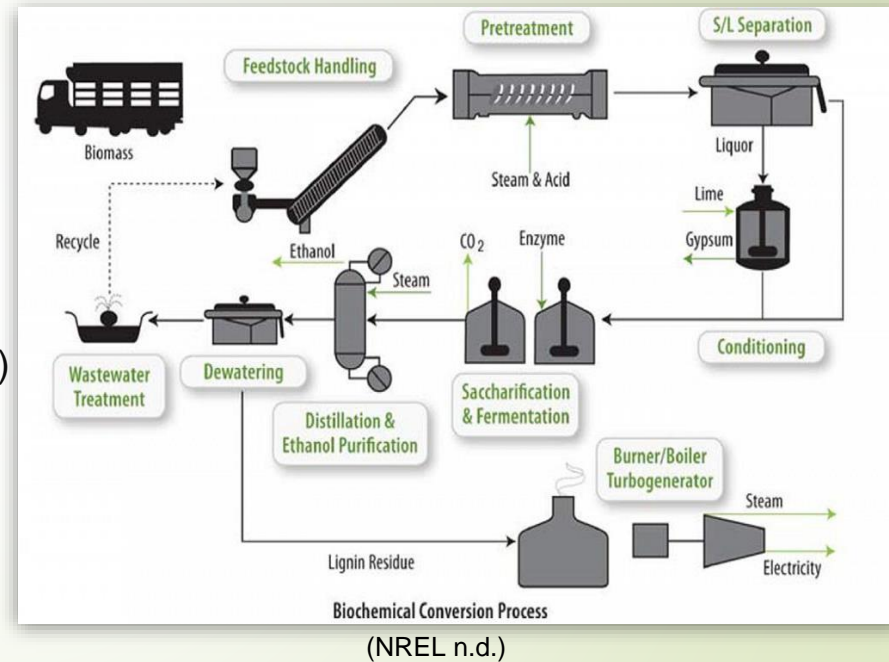 Pretreatment
S/L Separation
Feedstock Handling
Biomass
Steam & Acid
Liquor
Lime
Gypsum
Recycle
Ethanol
Steam
CO2
Enzyme
Conditioning
)
Wastewater
Treatment
Dewatering
Distillation &
Ethanol Purification
Saccharification
& Fermentation
Burner/Boiler
Turbogenerator
Steam
Electricity
Lignin Residue
Biochemical Conversion Process
(NREL n.d.)